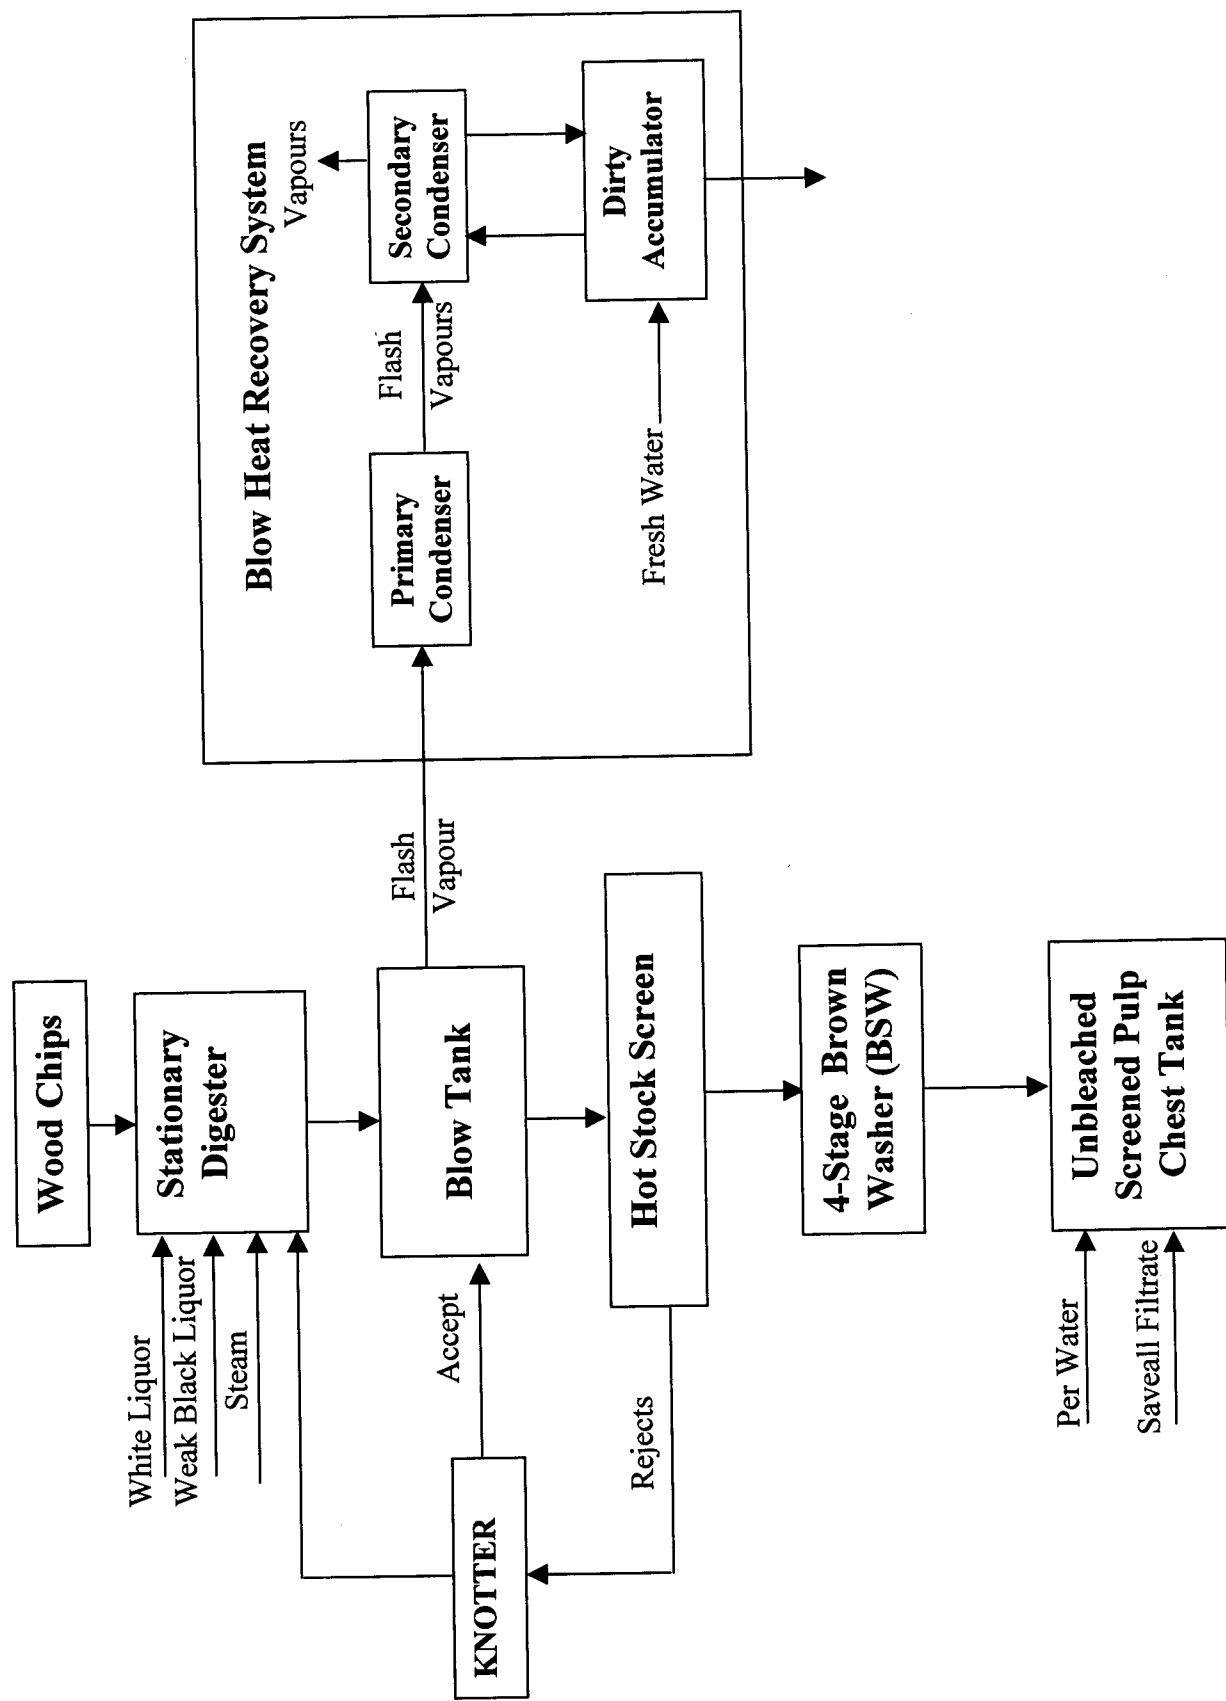 Wood Chips
White Liquor
Weak Black Liquor
Steam
Stationary
Digester
Blow Tank
Flash
Vapour
KNOTTER
Accept
Rejects
Hot Stock Screen
4-Stage Brown
Washer (BSW)
Per Water
Saveall Filtrate
Unbleached
Screened Pulp
Chest Tank
Blow Heat Recovery System
Vapours
Primary
Condenser
Flash
Vapours
Secondary
Condenser
Fresh Water
Dirty
Accumulator